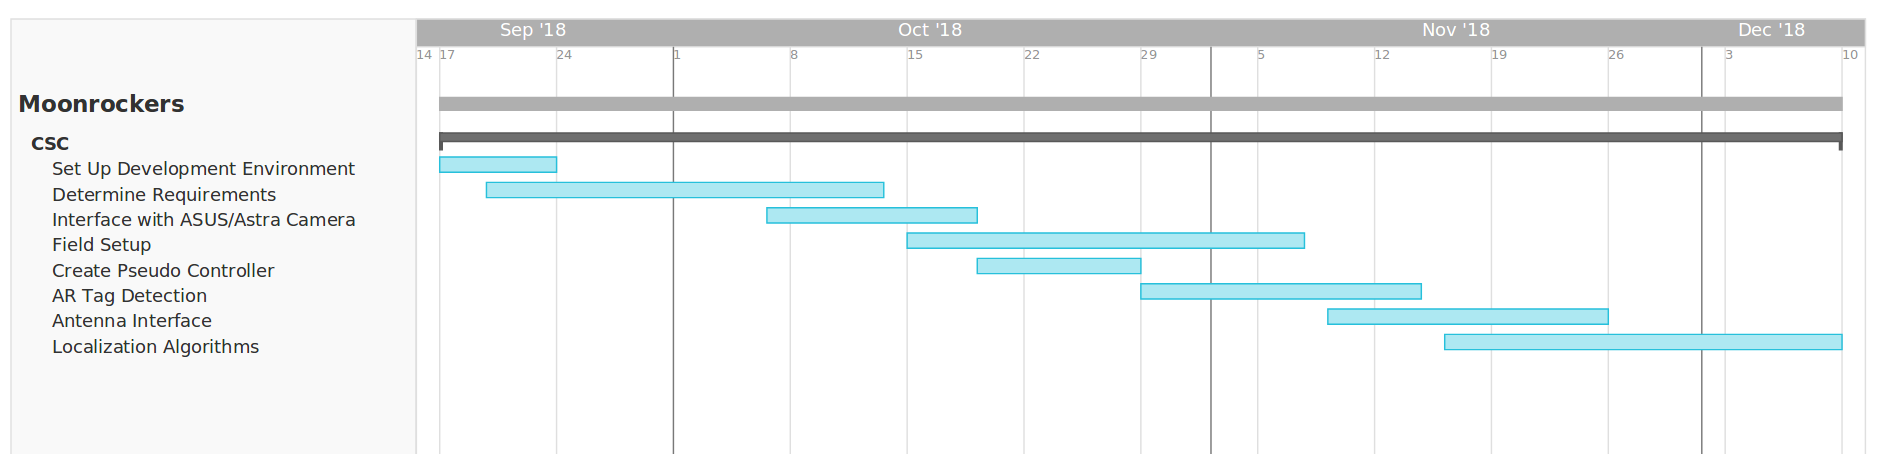 Sep '18 Oct '18 Nov '18 Dec '18
14 17 24 1 8 15 22 29 5 12 19 26 3 10
Moonrockers
CSC
Set Up Development Environment
Determine Requirements
Interface with ASUS/Astra Camera
Field Setup
Create Pseudo Controller
AR Tag Detection
Antenna Interface
Localization Algorithms